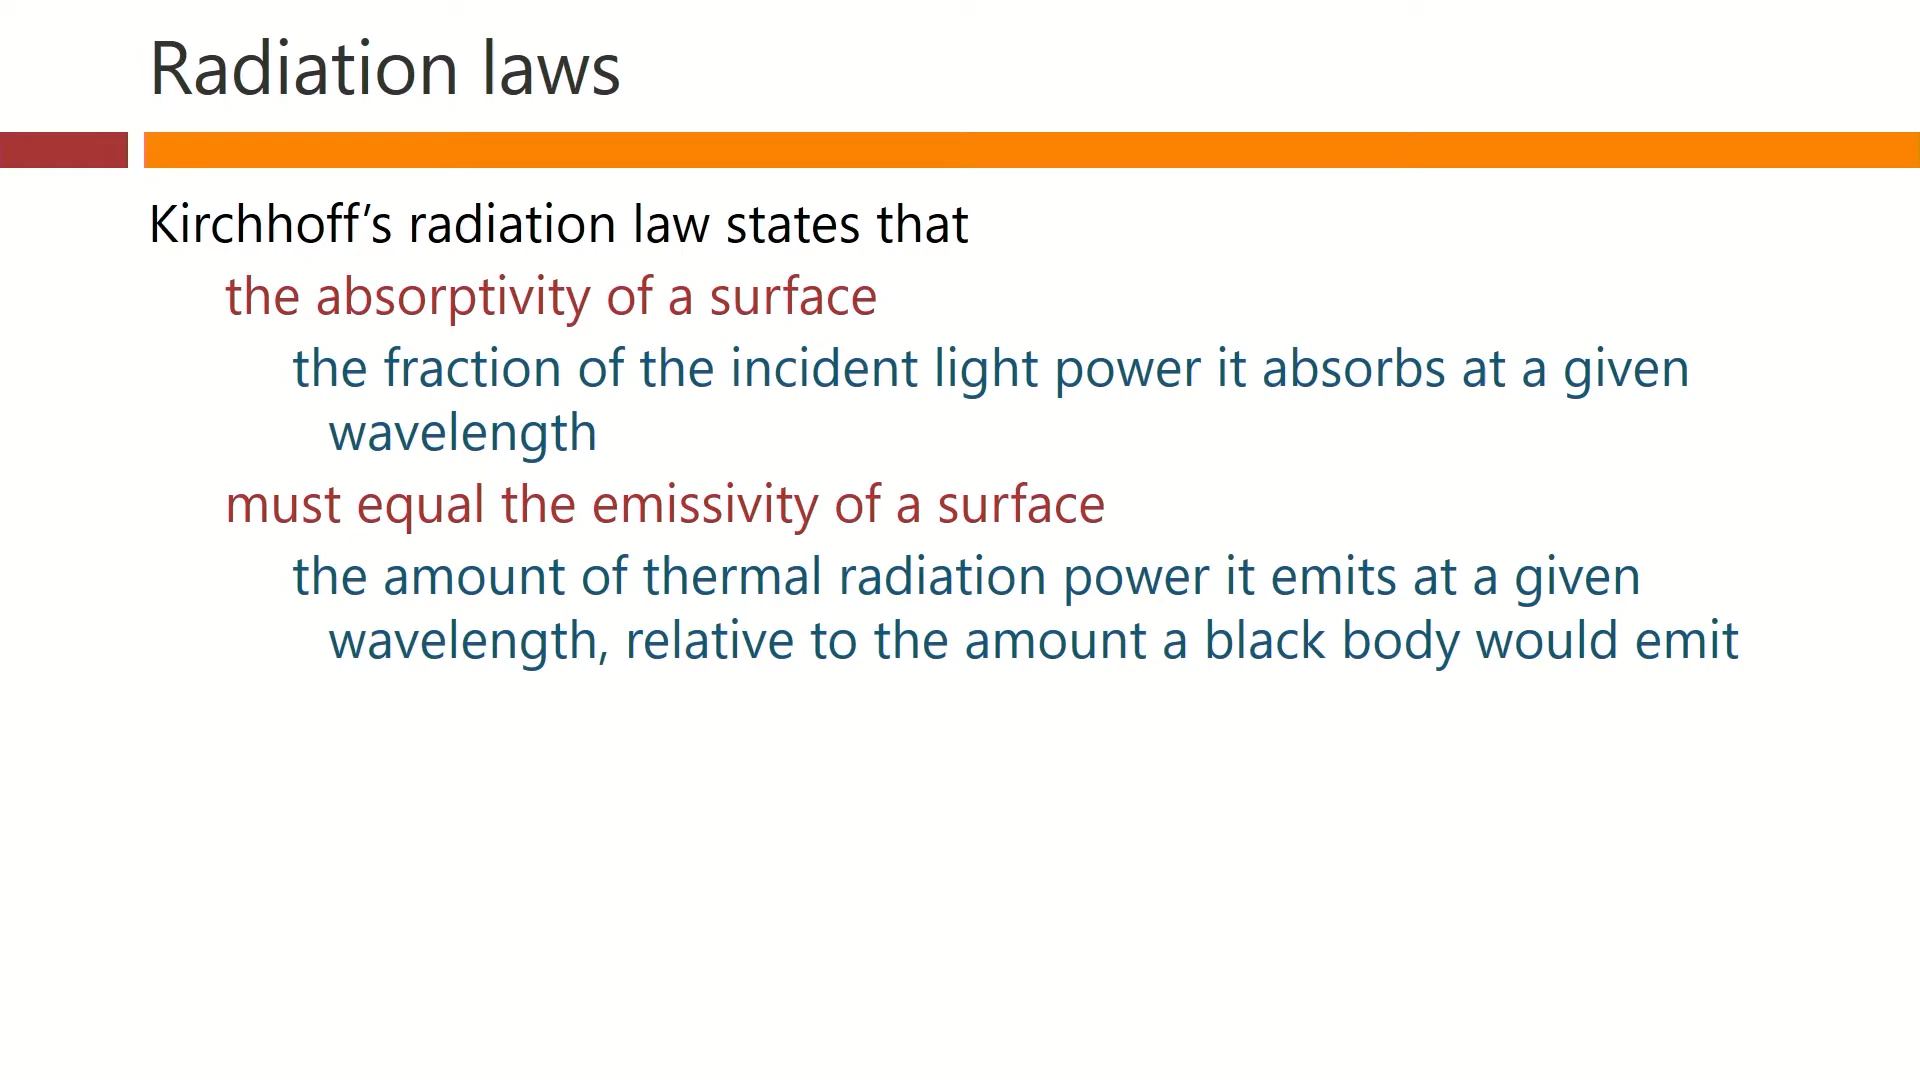 Radiation laws
Kirchhoff’s radiation law states that
the absorptivity of a surface
the fraction of the incident light power it absorbs at a given
wavelength
must equal the emissivity of a surface
the amount of thermal radiation power it emits at a given
wavelength, relative to the amount a black body would emit